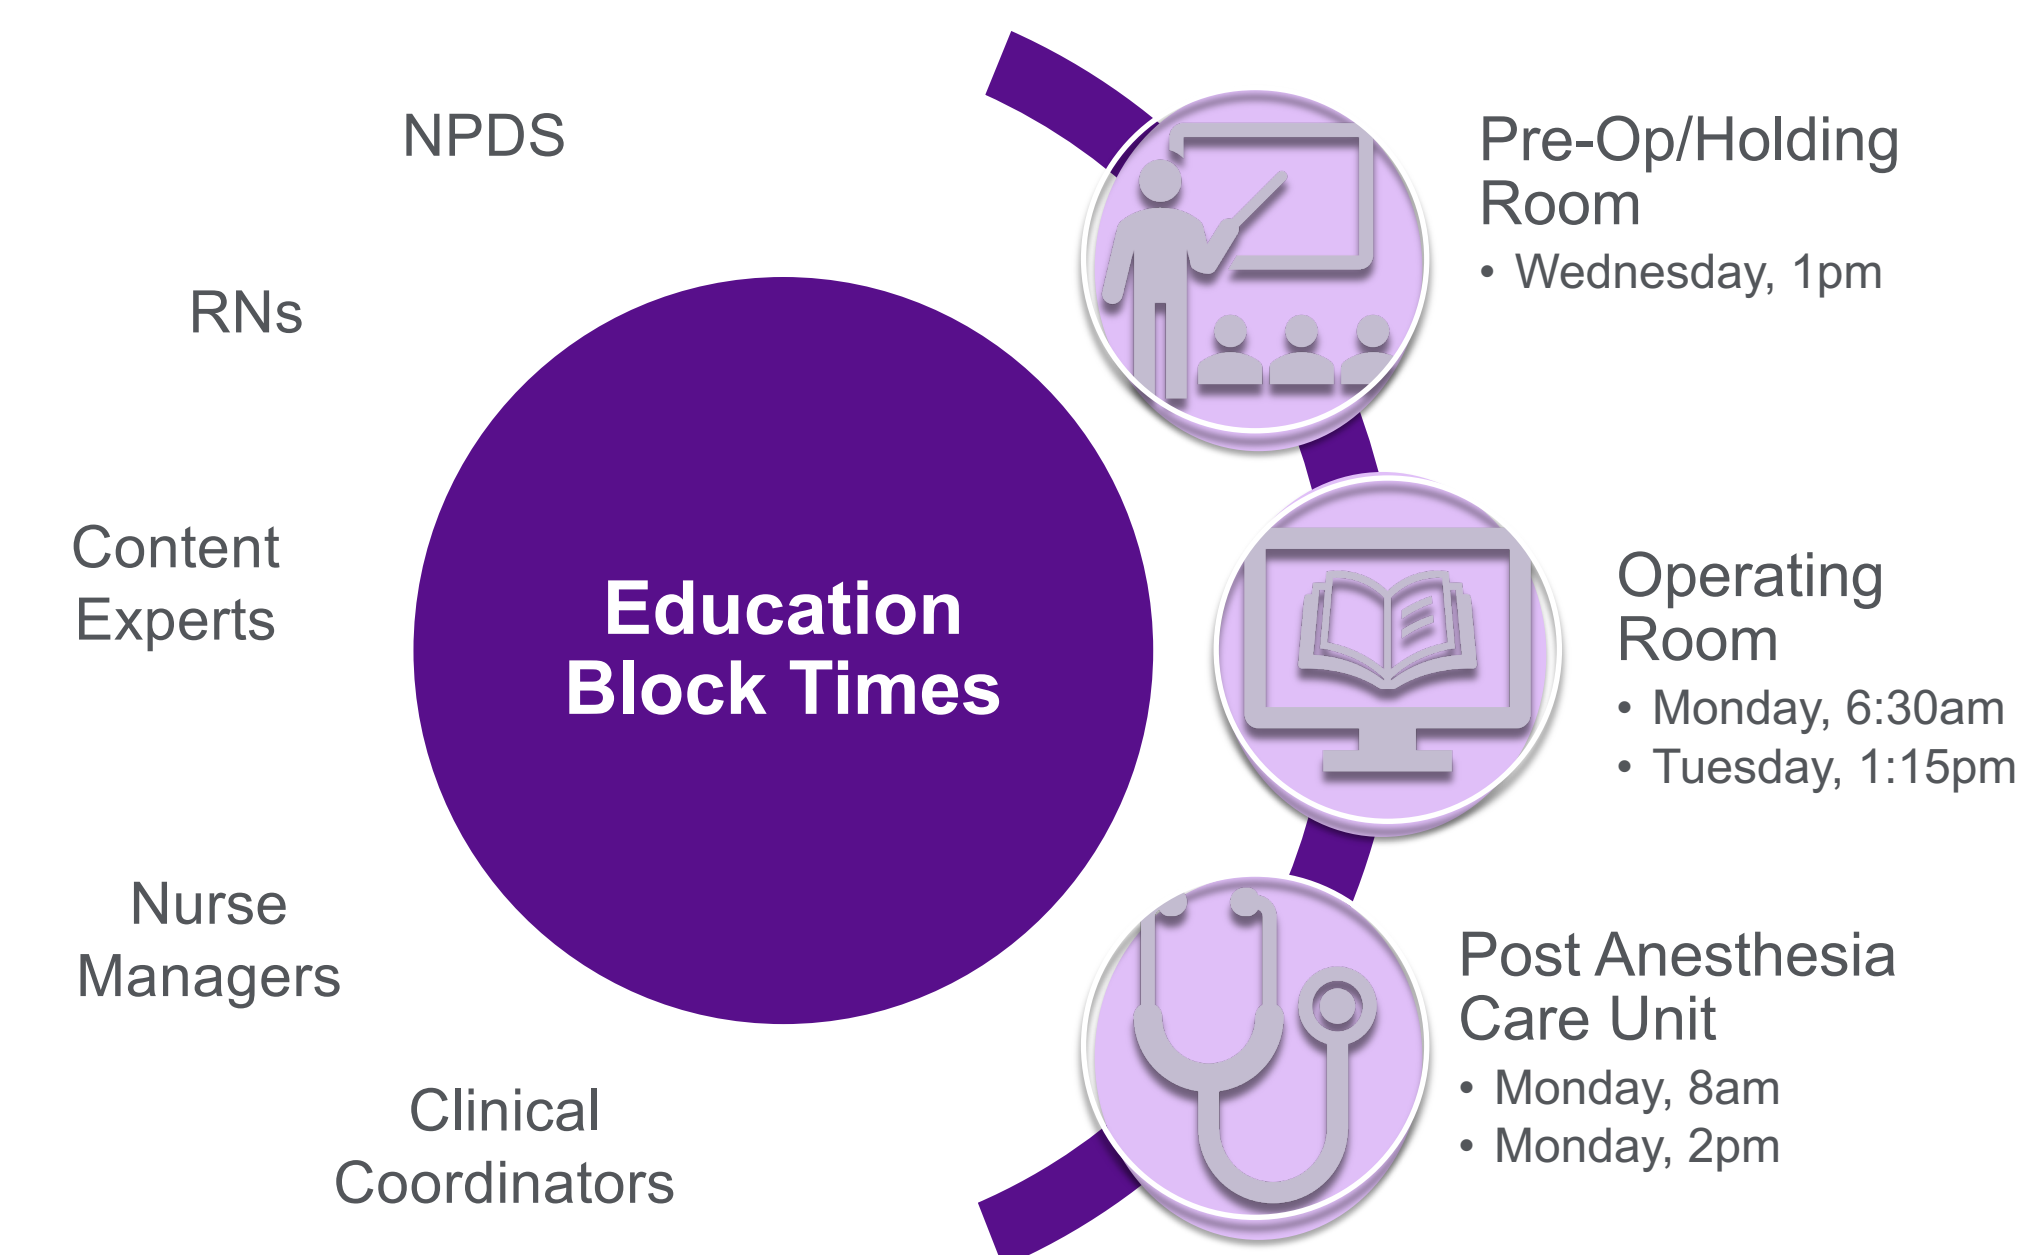 NPDS
RNs
Content
Experts
Nurse
Managers
Clinical
Coordinators
Education
Block Times
Pre-Op/Holding
Room
• Wednesday, 1pm
Operating
Room
• Monday, 6:30am
• Tuesday, 1:15pm
Post Anesthesia
Care Unit
• Monday, 8am
• Monday, 2pm